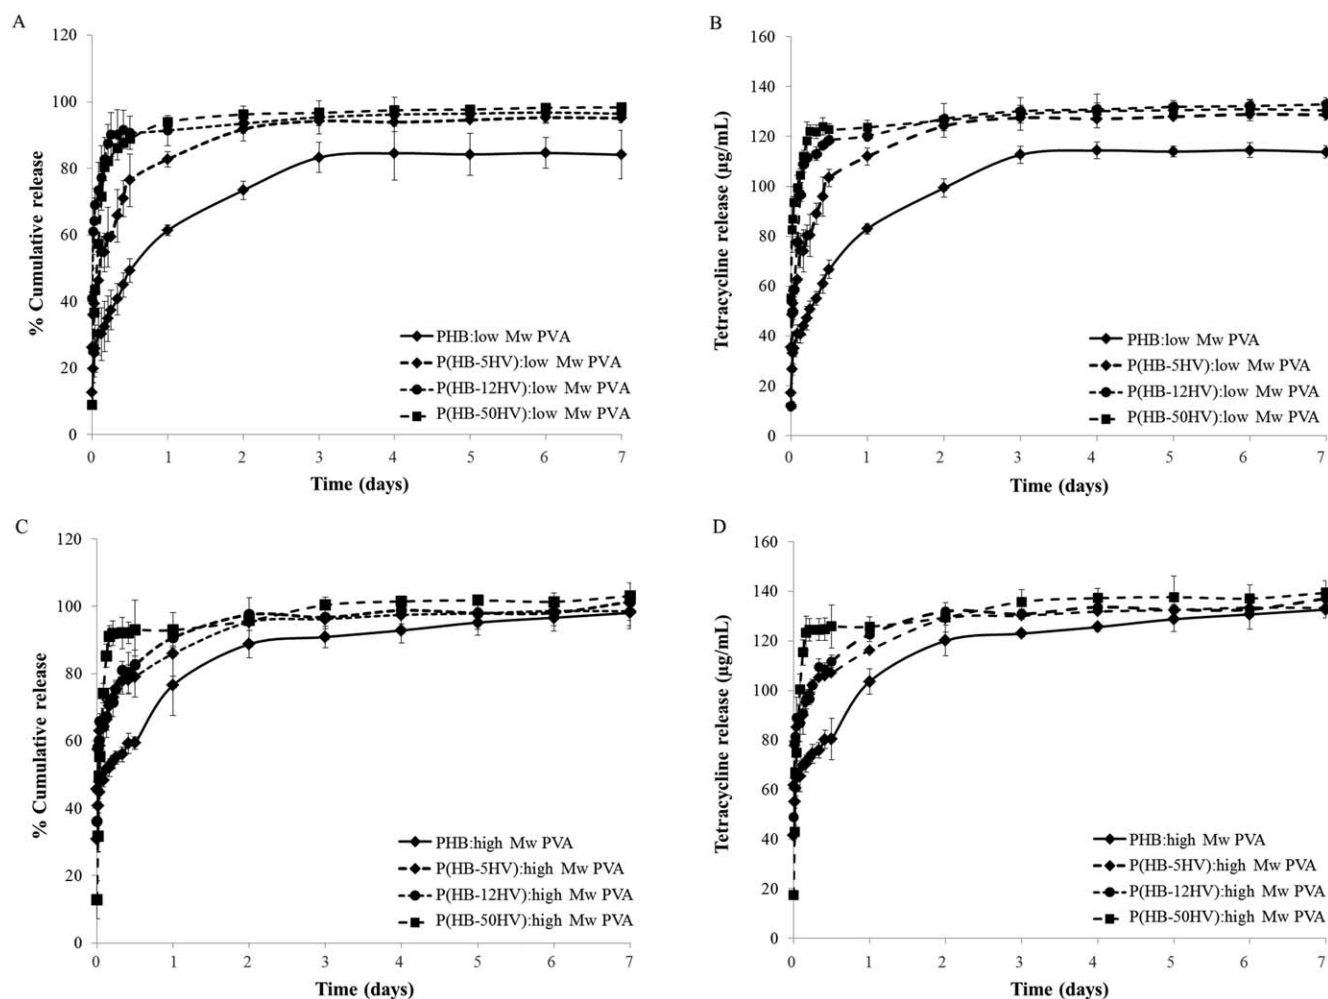 A
120
100
80
60
40
20
0
% Cumulative release
PHB:low Mw PVA
P(HB-5HV):low Mw PVA
P(HB-12HV):low Mw PVA
P(HB-50HV):low Mw PVA
0 1 2 3 4 5 6 7
Time (days)
B
160
140
120
100
80
60
40
20
0
Tetracycline release (µg/mL)
PHB:low Mw PVA
P(HB-5HV):low Mw PVA
P(HB-12HV):low Mw PVA
P(HB-50HV):low Mw PVA
0 1 2 3 4 5 6 7
Time (days)
C
120
100
80
60
40
20
0
% Cumulative release
PHB:high Mw PVA
P(HB-5HV):high Mw PVA
P(HB-12HV):high Mw PVA
P(HB-50HV):high Mw PVA
0 1 2 3 4 5 6 7
Time (days)
D
160
140
120
100
80
60
40
20
0
Tetracycline release (µg/mL)
PHB:high Mw PVA
P(HB-5HV):high Mw PVA
P(HB-12HV):high Mw PVA
P(HB-50HV):high Mw PVA
0 1 2 3 4 5 6 7
Time (days)